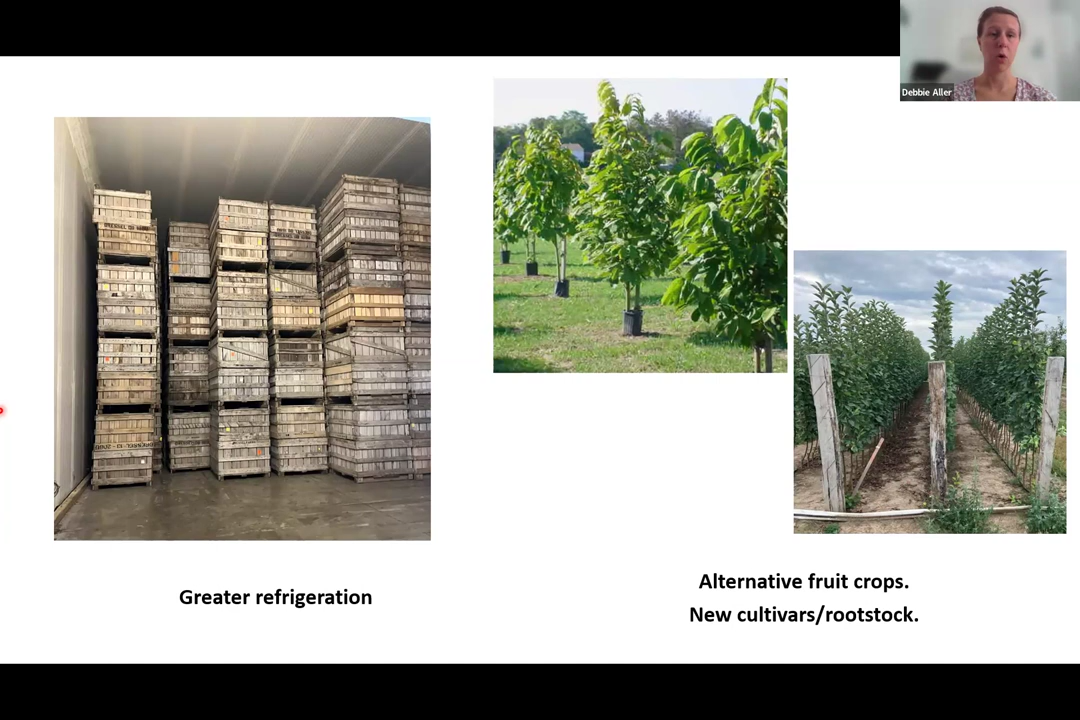 Debbie Aller
Greater refrigeration
Alternative fruit crops.
New cultivars/rootstock.